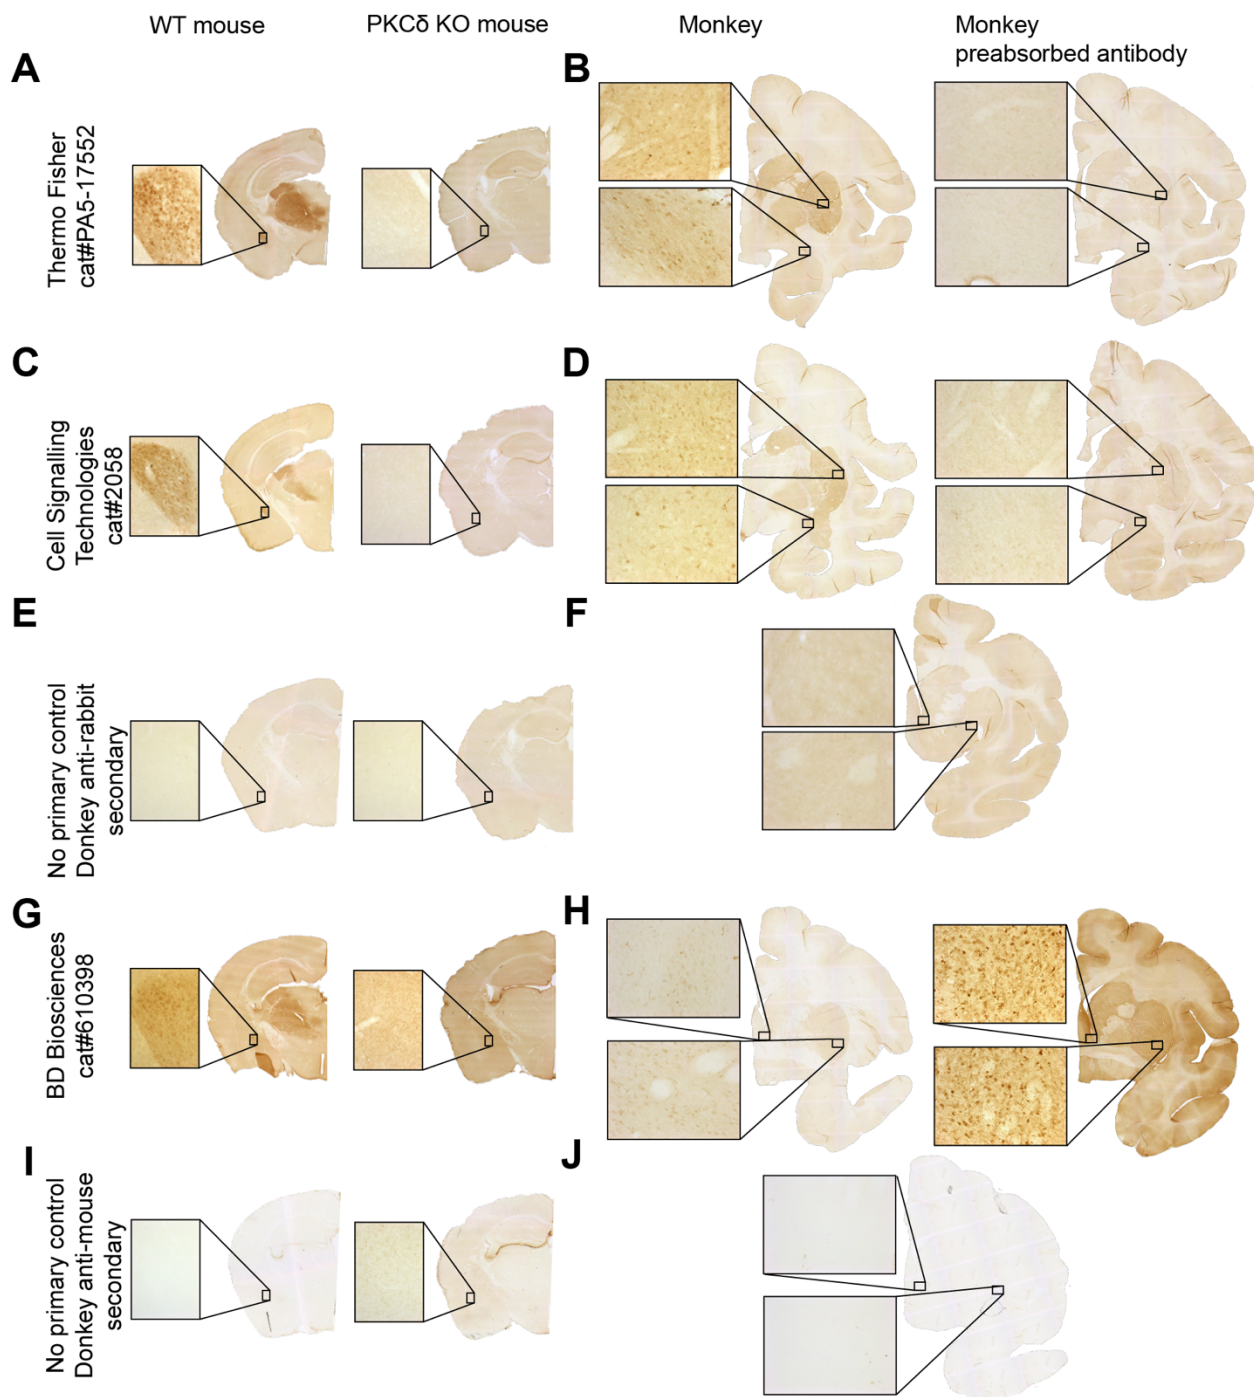 WT mouse
PKCδ KO mouse
Monkey
Monkey
preabsorbed antibody
A
B
Thermo Fisher
cat#PA5-17552
C
D
Cell Signalling
Technologies
cat#2058
E
F
No primary control
Donkey anti-rabbit
secondary
G
H
BD Biosciences
cat#610398
I
J
No primary control
Donkey anti-mouse
secondary